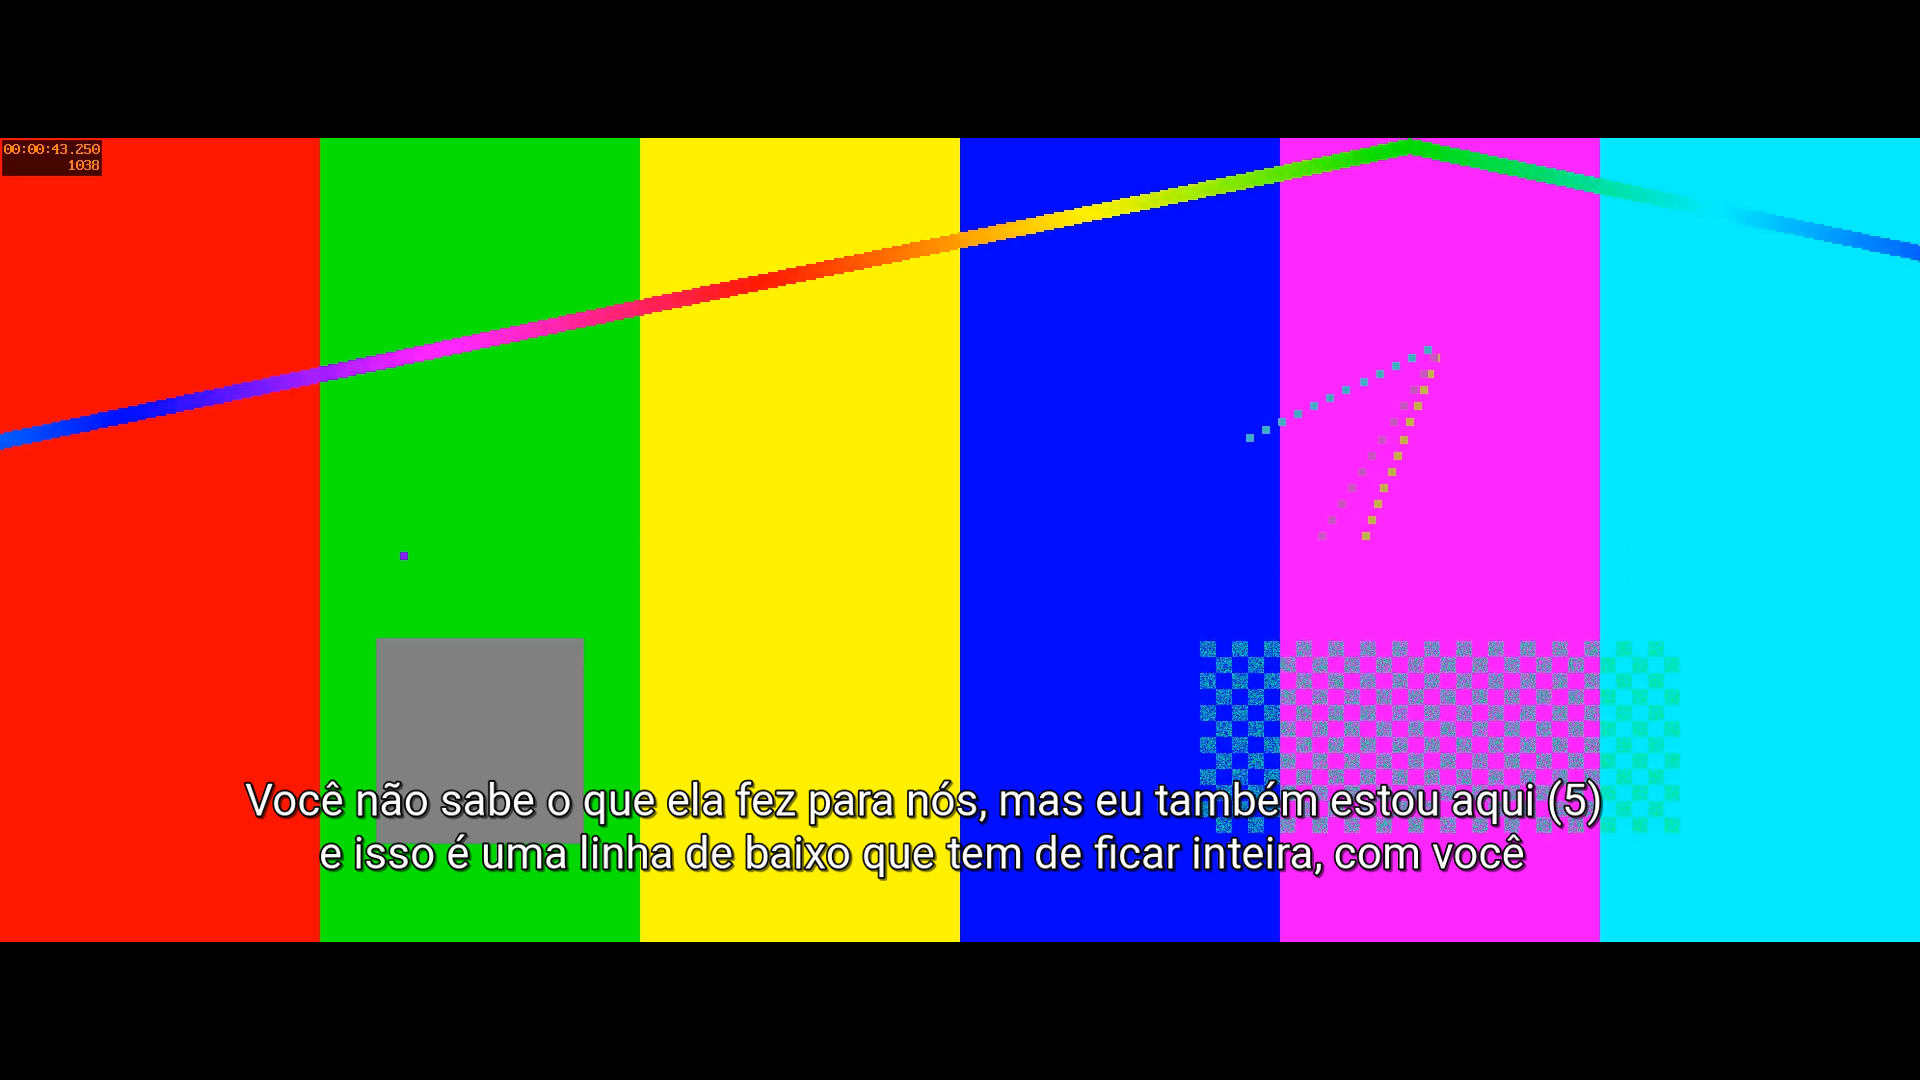 00:00:43.250
1038
Você não sabe o que ela fez para nós, mas eu também estou aqui (5)
e isso é uma linha de baixo que tem de ficar inteira, com você